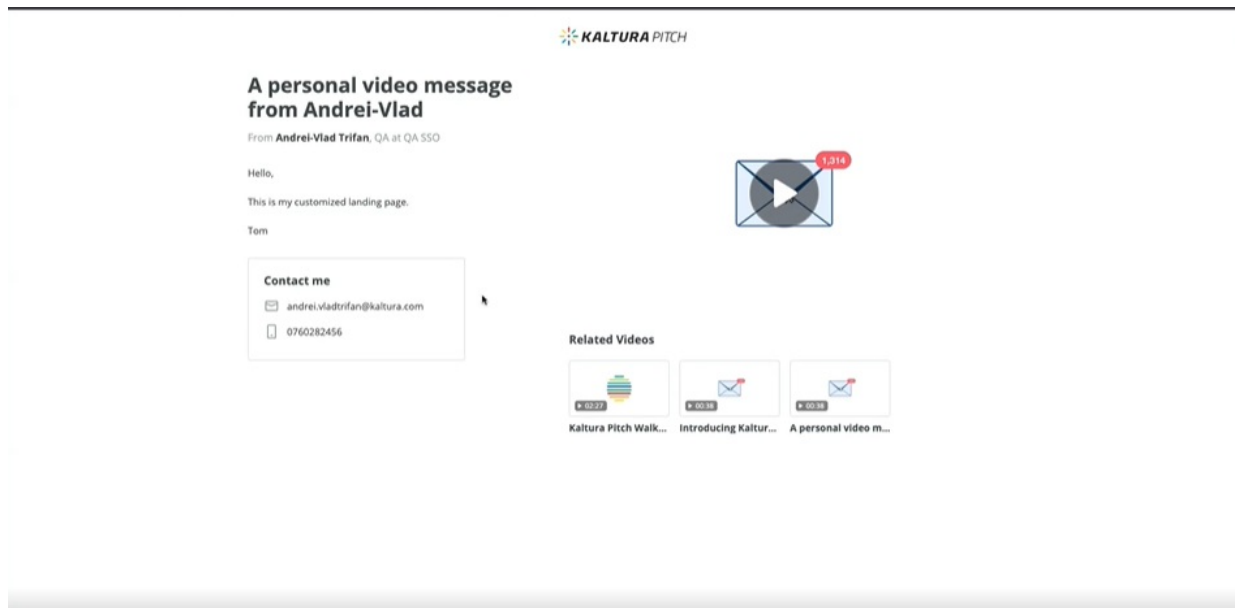 KALTURA PITCH
A personal video message
from Andrei-Vlad
From Andrei-Vlad Trifan, QA at QA SSO
Hello,
This is my customized landing page.
Tom
Contact me
andrei.vladtrifan@kaltura.com
0760282456
1,314
Related Videos
02:27
00:36
00:36
Kaltura Pitch Walk...
Introducing Kaltur...
A personal video m...